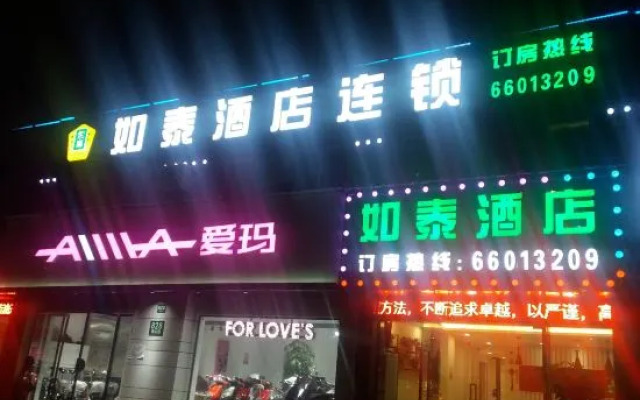 如泰酒店连锁
订房热线
66013209
AIMA 爱玛
如泰酒店
订房热线:66013209
方法,不断追求卓越,以严谨,高
FOR LOVE'S